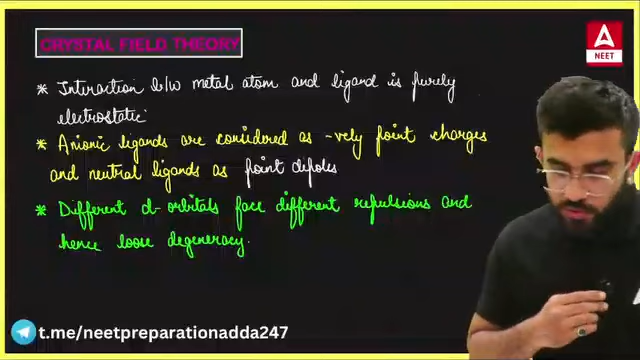 CRYSTAL FIELD THEORY
A
NEET
* Interaction b/w metal atom and ligand is purely
electrostatic
* Anionic ligands are considered as -vely point charges
and neutral ligands as point dipoles
* Different d-orbitals face different repulsions and
hence loose degeneracy.
t.me/neetpreparationadda247